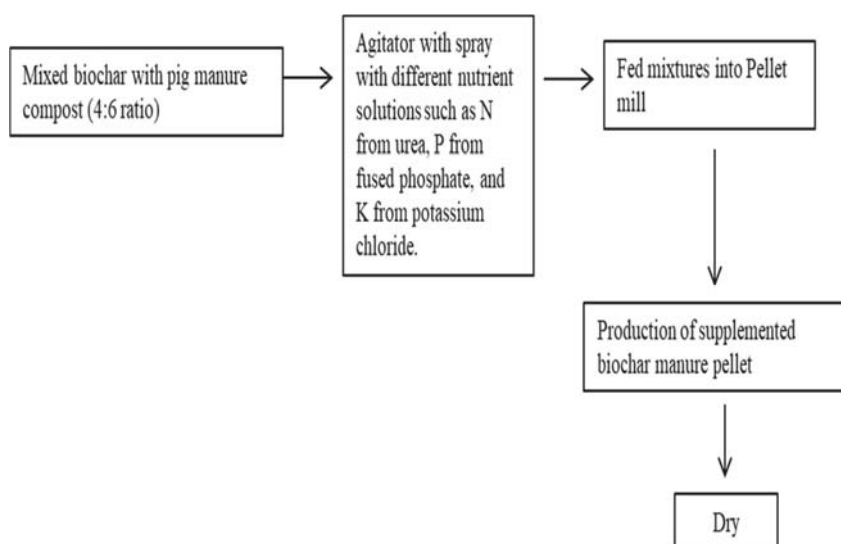 Mixed biochar with pig manure
compost (4:6 ratio)
Agitator with spray
with different nutrient
solutions such as N
from urea, P from
fused phosphate, and
K from potassium
chloride.
Fed mixtures into Pellet
mill
Production of supplemented
biochar manure pellet
Dry